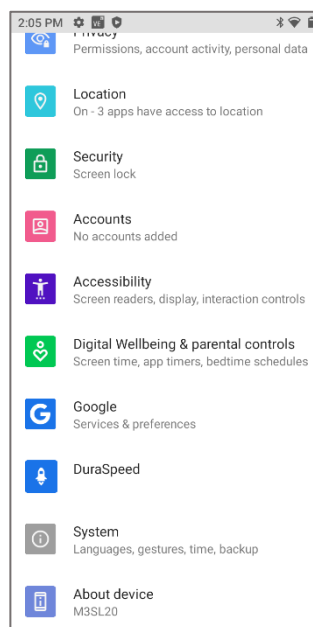 2:05 PM
Privacy
Permissions, account activity, personal data
Location
On - 3 apps have access to location
Security
Screen lock
Accounts
No accounts added
Accessibility
Screen readers, display, interaction controls
Digital Wellbeing & parental controls
Screen time, app timers, bedtime schedules
Google
Services & preferences
DuraSpeed
System
Languages, gestures, time, backup
About device
M3SL20